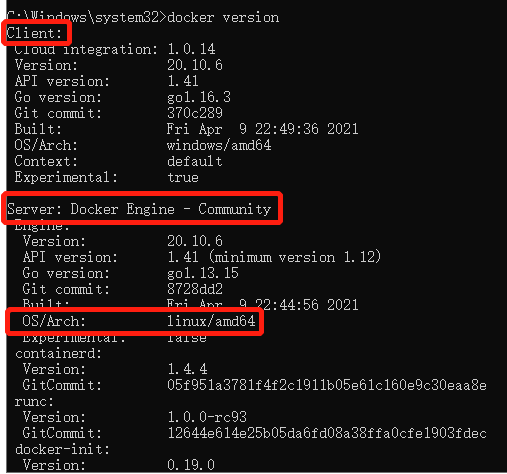 C:\Windows\system32>docker version
Client:
Cloud integration: 1.0.14
Version: 20.10.6
API version: 1.41
Go version: go1.16.3
Git commit: 370c289
Built: Fri Apr 9 22:49:36 2021
OS/Arch: windows/amd64
Context: default
Experimental: true
Server: Docker Engine - Community
Engine:
Version: 20.10.6
API version: 1.41 (minimum version 1.12)
Go version: go1.13.15
Git commit: 8728dd2
Built: Fri Apr 9 22:44:56 2021
OS/Arch: linux/amd64
Experimental: false
containerd:
Version: 1.4.4
GitCommit: 05f951a3781f4f2c1911b05e61c160e9c30eaa8e
runc:
Version: 1.0.0-rc93
GitCommit: 12644e614e25b05da6fd08a38ffa0cfe1903fdec
docker-init:
Version: 0.19.0